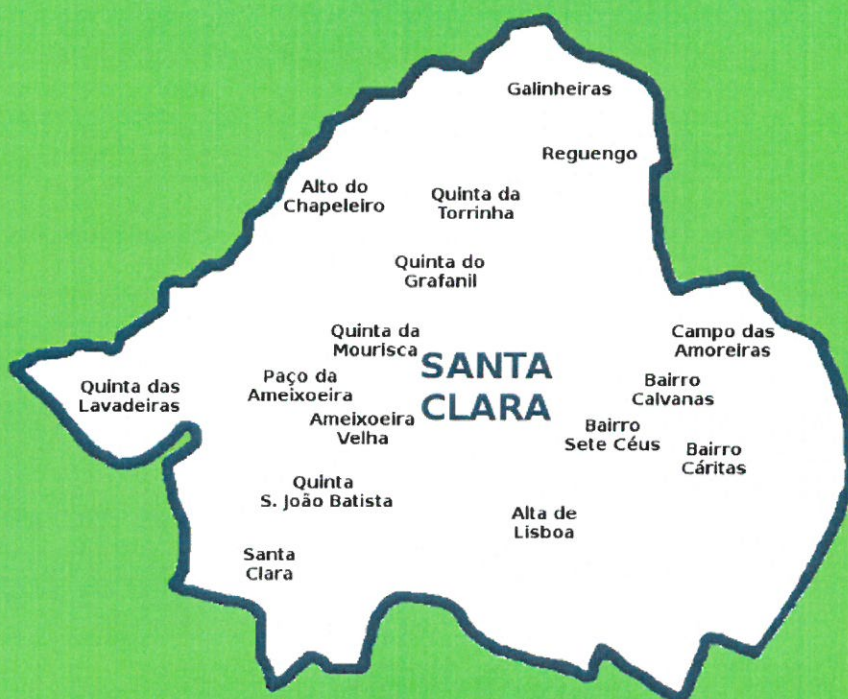 Galinheiras
Reguengo
Alto do
Chapeleiro
Quinta da
Torrinha
Quinta do
Grafanil
Quinta da
Mourisca
SANTA
CLARA
Campo das
Amoreiras
Quinta das
Lavadeiras
Paço da
Ameixoeira
Bairro
Calvanas
Ameixoeira
Velha
Bairro
Sete Céus
Bairro
Cáritas
Quinta
S. João Batista
Alta de
Lisboa
Santa
Clara